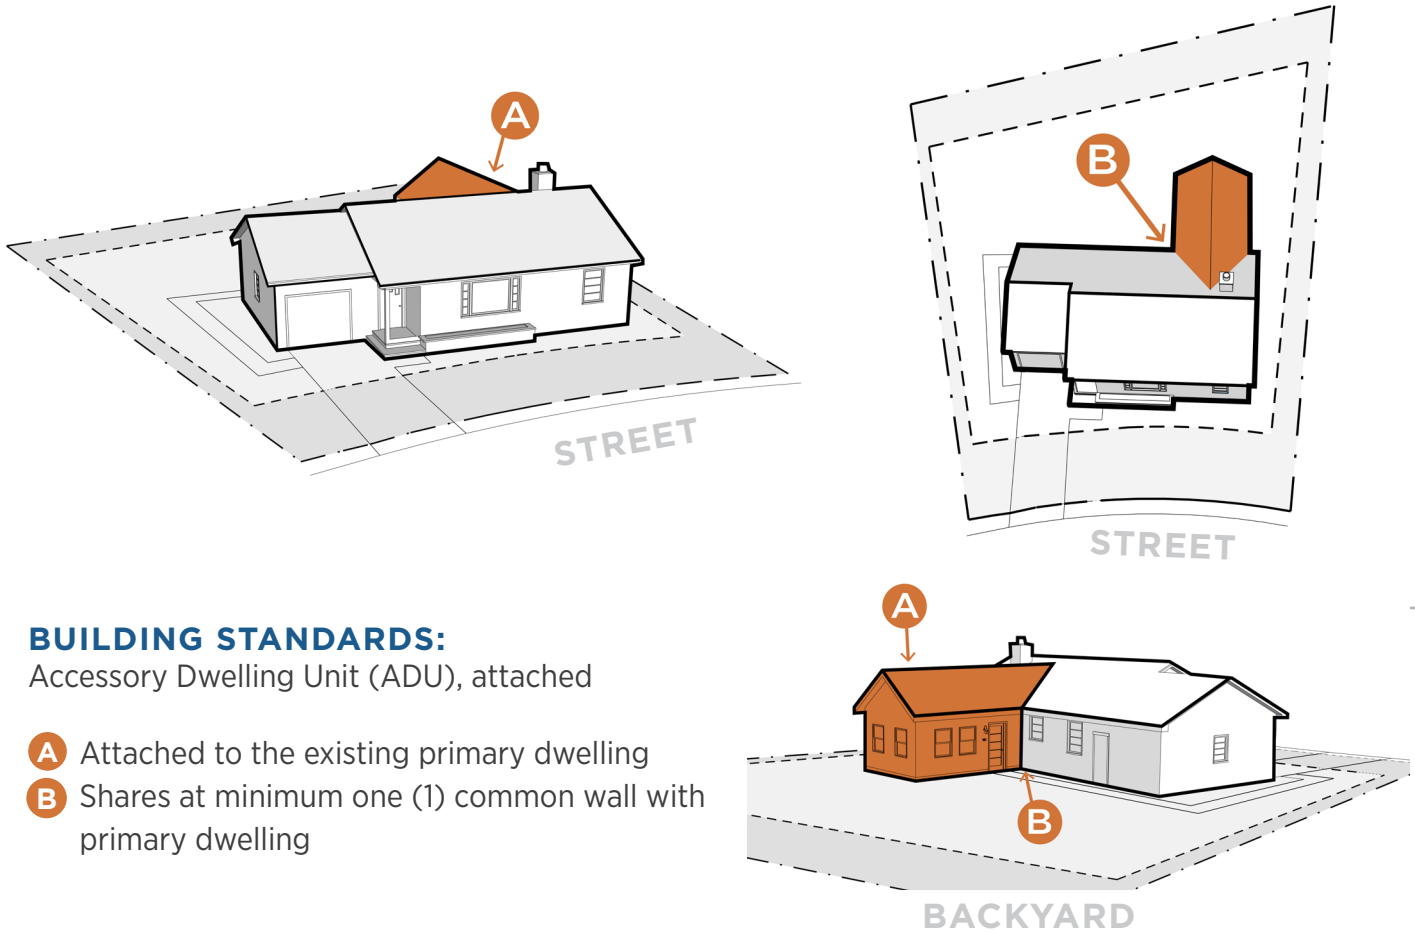 A
B
STREET
STREET
BUILDING STANDARDS:
Accessory Dwelling Unit (ADU), attached
A Attached to the existing primary dwelling
B Shares at minimum one (1) common wall with
primary dwelling
A
B
BACKYARD